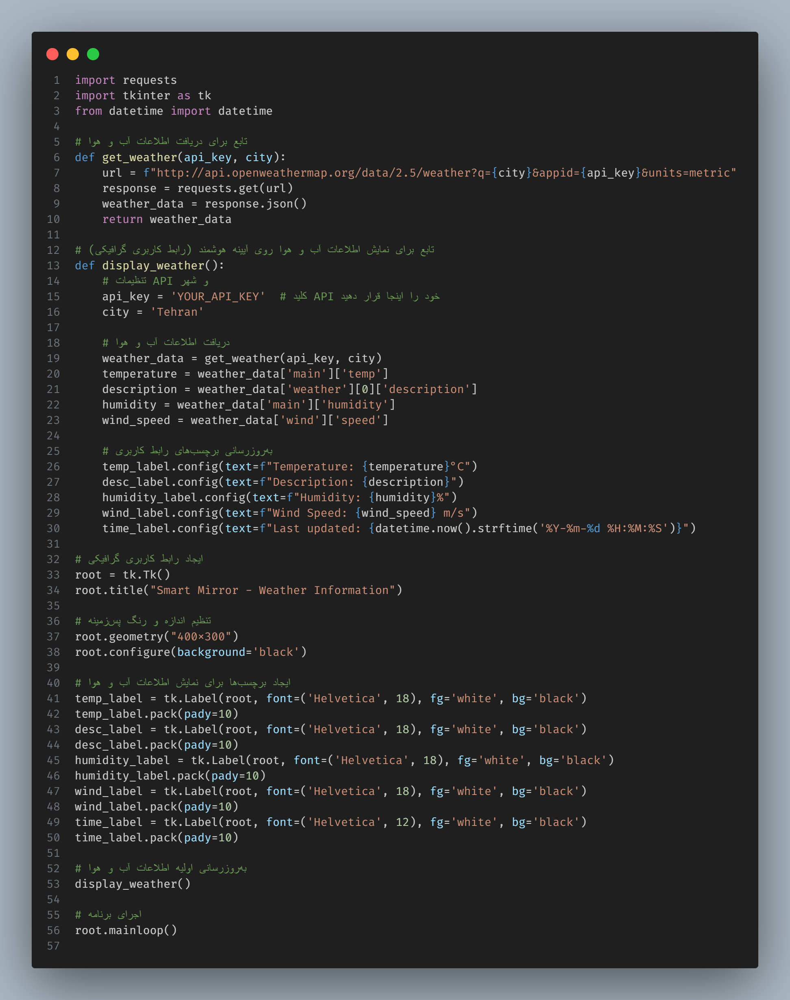 1 import requests
2 import tkinter as tk
3 from datetime import datetime
4
5 # تابع برای دریافت اطلاعات آب و هوا
6 def get_weather(api_key, city):
7     url = f"http://api.openweathermap.org/data/2.5/weather?q={city}&appid={api_key}&units=metric"
8     response = requests.get(url)
9     weather_data = response.json()
10     return weather_data
11
12 # تابع برای نمایش اطلاعات آب و هوا روی آیینه هوشمند (رابط کاربری گرافیکی)
13 def display_weather():
14     # تنظیمات API و شهر
15     api_key = 'YOUR_API_KEY'  # کلید API خود را اینجا قرار دهید
16     city = 'Tehran'
17
18     # دریافت اطلاعات آب و هوا
19     weather_data = get_weather(api_key, city)
20     temperature = weather_data['main']['temp']
21     description = weather_data['weather'][0]['description']
22     humidity = weather_data['main']['humidity']
23     wind_speed = weather_data['wind']['speed']
24
25     # به‌روزرسانی برچسب‌های رابط کاربری
26     temp_label.config(text=f"Temperature: {temperature}°C")
27     desc_label.config(text=f"Description: {description}")
28     humidity_label.config(text=f"Humidity: {humidity}%")
29     wind_label.config(text=f"Wind Speed: {wind_speed} m/s")
30     time_label.config(text=f"Last updated: {datetime.now().strftime('%Y-%m-%d %H:%M:%S')}")
31
32 # ایجاد رابط کاربری گرافیکی
33 root = tk.Tk()
34 root.title("Smart Mirror - Weather Information")
35
36 # تنظیم اندازه و رنگ پس‌زمینه
37 root.geometry("400×300")
38 root.configure(background='black')
39
40 # ایجاد برچسب‌ها برای نمایش اطلاعات آب و هوا
41 temp_label = tk.Label(root, font=('Helvetica', 18), fg='white', bg='black')
42 temp_label.pack(pady=10)
43 desc_label = tk.Label(root, font=('Helvetica', 18), fg='white', bg='black')
44 desc_label.pack(pady=10)
45 humidity_label = tk.Label(root, font=('Helvetica', 18), fg='white', bg='black')
46 humidity_label.pack(pady=10)
47 wind_label = tk.Label(root, font=('Helvetica', 18), fg='white', bg='black')
48 wind_label.pack(pady=10)
49 time_label = tk.Label(root, font=('Helvetica', 12), fg='white', bg='black')
50 time_label.pack(pady=10)
51
52 # به‌روزرسانی اولیه اطلاعات آب و هوا
53 display_weather()
54
55 # اجرای برنامه
56 root.mainloop()
57